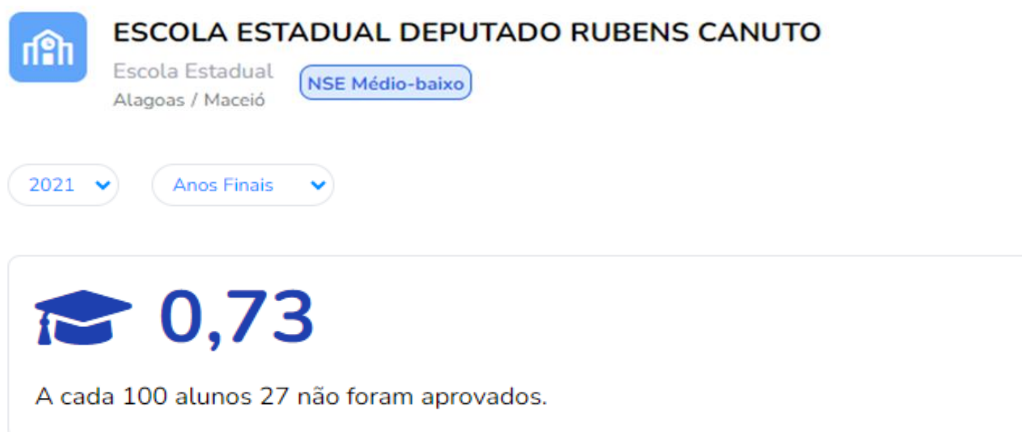 ESCOLA ESTADUAL DEPUTADO RUBENS CANUTO
Escola Estadual
NSE Médio-baixo
Alagoas / Maceió
2021
Anos Finais
0,73
A cada 100 alunos 27 não foram aprovados.